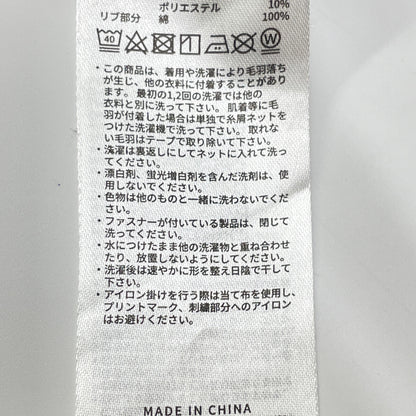 ポリエステル 10%
リブ部分 綿 100%
40 W
・この商品は、着用や洗濯により毛羽落ち
が生じ、他の衣料に付着することがあり
ます。最初の1,2回の洗濯では他の
衣料と別に洗って下さい。肌着等に毛
羽が付着した場合は単独で糸屑ネットを
つけた洗濯機で洗って下さい。取れな
い毛羽はテープで取り除いて下さい。
・洗濯は裏返しにしてネットに入れて洗っ
てください。
・漂白剤、蛍光増白剤を含んだ洗剤は、使
用しないでください。
・色物は他のものと一緒に洗わないでくだ
さい。
・ファスナーが付いている製品は、閉じて
洗ってください。
・水につけたまま他の洗濯物と重ね合わせ
たり、放置しないようにしてください。
・洗濯後は速やかに形を整え日陰で干して
下さい。
・アイロン掛けを行う際は当て布を使用し、
プリントマーク、刺繍部分へのアイロン
はお避けください。
MADE IN CHINA